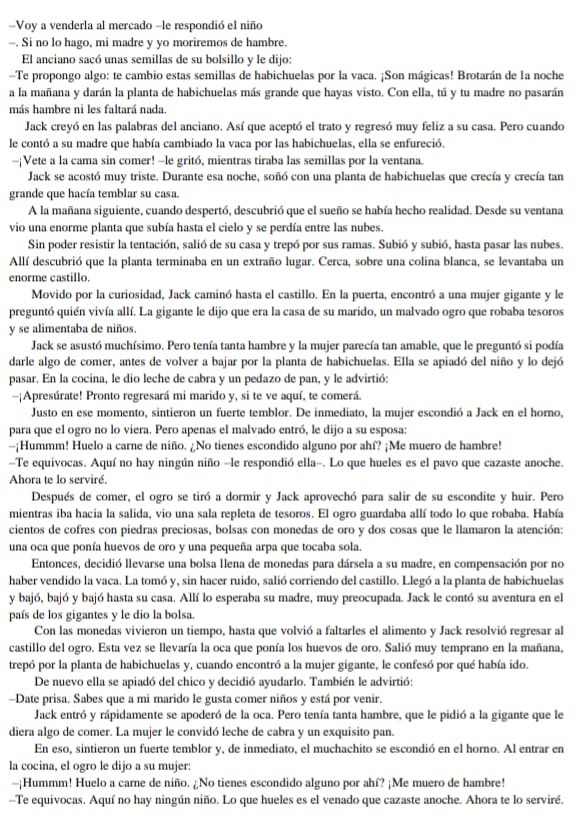 –Voy a venderla al mercado –le respondió el niño
–. Si no lo hago, mi madre y yo moriremos de hambre.
El anciano sacó unas semillas de su bolsillo y le dijo:
–Te propongo algo: te cambio estas semillas de habichuelas por la vaca. ¡Son mágicas! Brotarán de la noche
a la mañana y darán la planta de habichuelas más grande que hayas visto. Con ella, tú y tu madre no pasarán
más hambre ni les faltará nada.
Jack creyó en las palabras del anciano. Así que aceptó el trato y regresó muy feliz a su casa. Pero cuando
le contó a su madre que había cambiado la vaca por las habichuelas, ella se enfureció.
–¡Vete a la cama sin comer! –le gritó, mientras tiraba las semillas por la ventana.
Jack se acostó muy triste. Durante esa noche, soñó con una planta de habichuelas que crecía y crecía tan
grande que hacía temblar su casa.
A la mañana siguiente, cuando despertó, descubrió que el sueño se había hecho realidad. Desde su ventana
vio una enorme planta que subía hasta el cielo y se perdía entre las nubes.
Sin poder resistir la tentación, salió de su casa y trepó por sus ramas. Subió y subió, hasta pasar las nubes.
Allí descubrió que la planta terminaba en un extraño lugar. Cerca, sobre una colina blanca, se levantaba un
enorme castillo.
Movido por la curiosidad, Jack caminó hasta el castillo. En la puerta, encontró a una mujer gigante y le
preguntó quién vivía allí. La gigante le dijo que era la casa de su marido, un malvado ogro que robaba tesoros
y se alimentaba de niños.
Jack se asustó muchísimo. Pero tenía tanta hambre y la mujer parecía tan amable, que le preguntó si podía
darle algo de comer, antes de volver a bajar por la planta de habichuelas. Ella se apiadó del niño y lo dejó
pasar. En la cocina, le dio leche de cabra y un pedazo de pan, y le advirtió:
–¡Apresúrate! Pronto regresará mi marido y, si te ve aquí, te comerá.
Justo en ese momento, sintieron un fuerte temblor. De inmediato, la mujer escondió a Jack en el horno,
para que el ogro no lo viera. Pero apenas el malvado entró, le dijo a su esposa:
–¡Hummm! Huelo a carne de niño. ¿No tienes escondido alguno por ahí? ¡Me muero de hambre!
–Te equivocas. Aquí no hay ningún niño –le respondió ella–. Lo que hueles es el pavo que cazaste anoche.
Ahora te lo serviré.
Después de comer, el ogro se tiró a dormir y Jack aprovechó para salir de su escondite y huir. Pero
mientras iba hacia la salida, vio una sala repleta de tesoros. El ogro guardaba allí todo lo que robaba. Había
cientos de cofres con piedras preciosas, bolsas con monedas de oro y dos cosas que le llamaron la atención:
una oca que ponía huevos de oro y una pequeña arpa que tocaba sola.
Entonces, decidió llevarse una bolsa llena de monedas para dársela a su madre, en compensación por no
haber vendido la vaca. La tomó y, sin hacer ruido, salió corriendo del castillo. Llegó a la planta de habichuelas
y bajó, bajó y bajó hasta su casa. Allí lo esperaba su madre, muy preocupada. Jack le contó su aventura en el
país de los gigantes y le dio la bolsa.
Con las monedas vivieron un tiempo, hasta que volvió a faltarles el alimento y Jack resolvió regresar al
castillo del ogro. Esta vez se llevaría la oca que ponía los huevos de oro. Salió muy temprano en la mañana,
trepó por la planta de habichuelas y, cuando encontró a la mujer gigante, le confesó por qué había ido.
De nuevo ella se apiadó del chico y decidió ayudarlo. También le advirtió:
–Date prisa. Sabes que a mi marido le gusta comer niños y está por venir.
Jack entró y rápidamente se apoderó de la oca. Pero tenía tanta hambre, que le pidió a la gigante que le
diera algo de comer. La mujer le convidó leche de cabra y un exquisito pan.
En eso, sintieron un fuerte temblor y, de inmediato, el muchachito se escondió en el horno. Al entrar en
la cocina, el ogro le dijo a su mujer:
–¡Hummm! Huelo a carne de niño. ¿No tienes escondido alguno por ahí? ¡Me muero de hambre!
–Te equivocas. Aquí no hay ningún niño. Lo que hueles es el venado que cazaste anoche. Ahora te lo serviré.